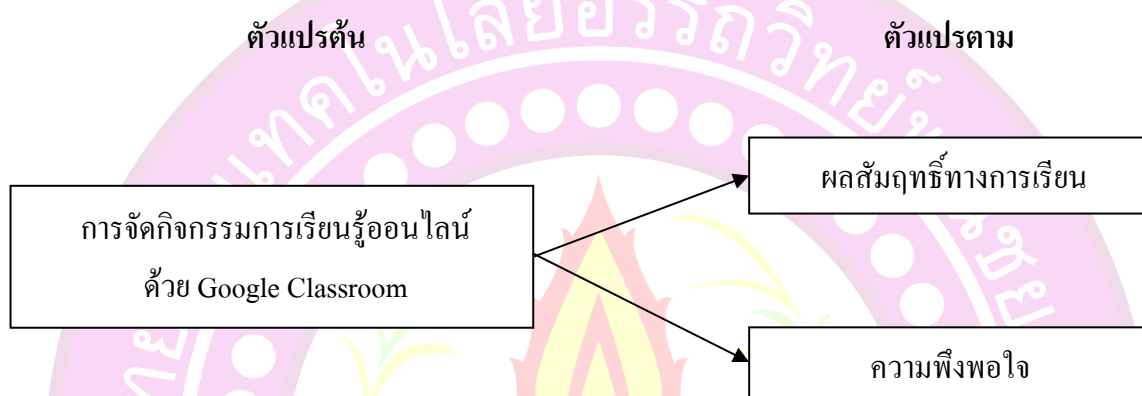 ตัวแปรต้น
ตัวแปรตาม
ผลสัมฤทธิ์ทางการเรียน
การจัดกิจกรรมการเรียนรู้ออนไลน์
ด้วย Google Classroom
ความพึงพอใจ